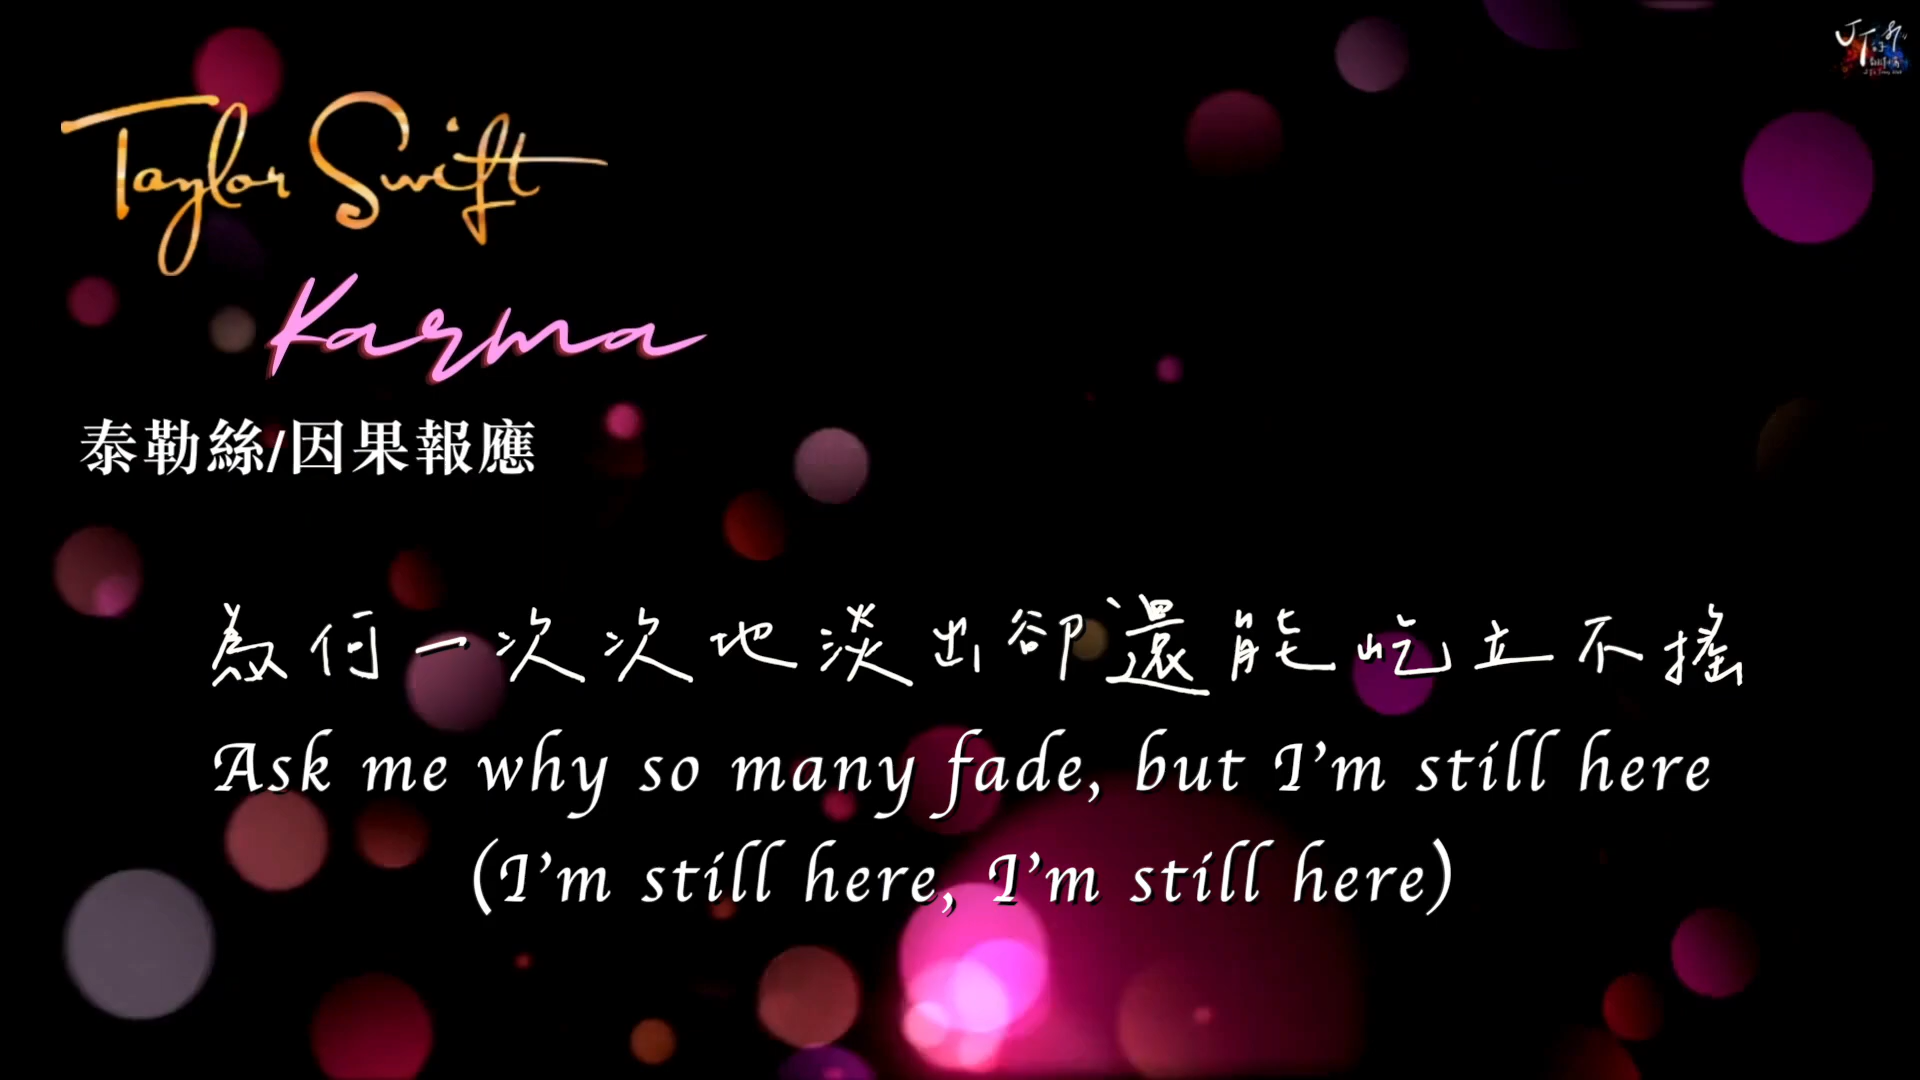 Taylor Swift
Karma
泰勒絲/因果報應
為何一次次地淡出卻還能屹立不搖
Ask me why so many fade, but I'm still here
(I'm still here, I'm still here)